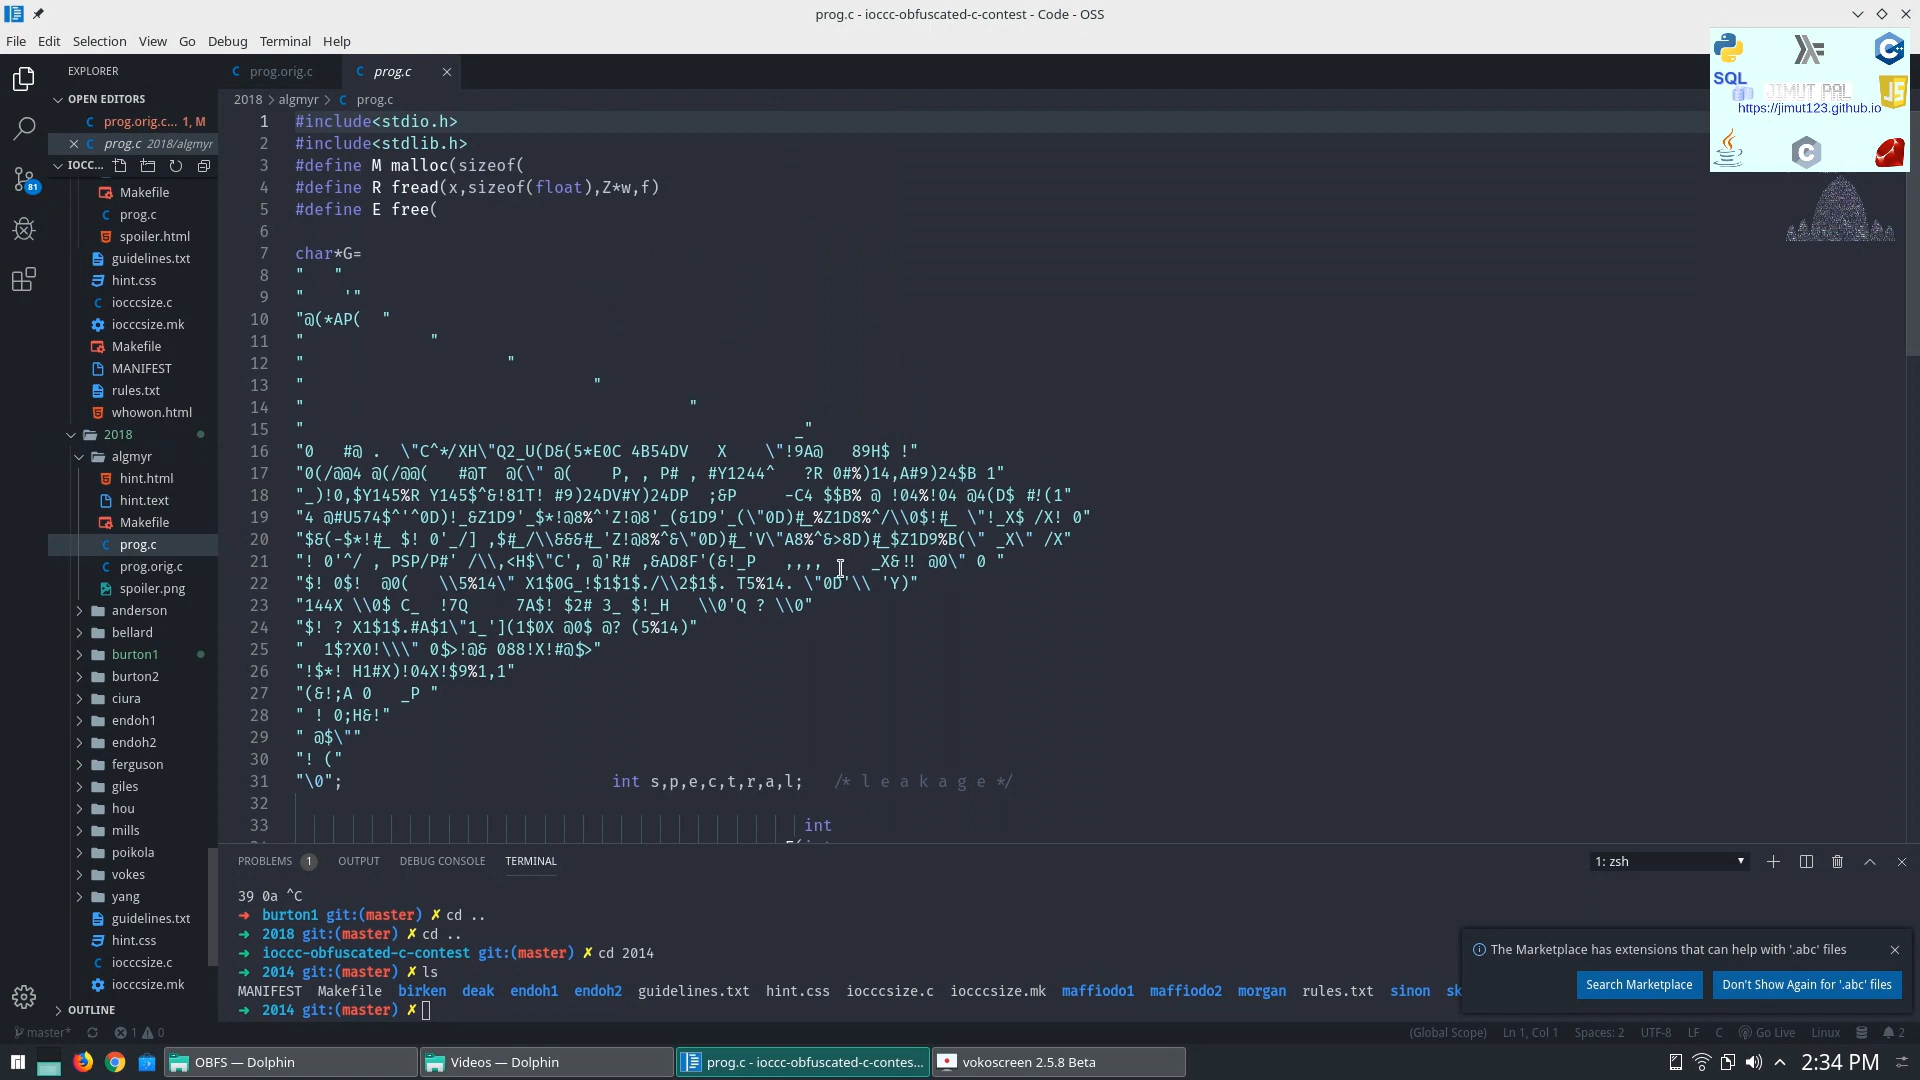 prog.c - ioccc-obfuscated-c-contest - Code - OSS
File Edit Selection View Go Debug Terminal Help
EXPLORER
prog.orig.c
prog.c
OPEN EDITORS
prog.orig.c... 1, M
prog.c 2018/algmyr
IOCC...
2018 > algmyr > prog.c
Makefile
prog.c
spoiler.html
guidelines.txt
hint.css
iocccsize.c
iocccsize.mk
Makefile
MANIFEST
rules.txt
whowon.html
2018
algmyr
hint.html
hint.text
Makefile
prog.c
prog.orig.c
spoiler.png
anderson
bellard
burton1
burton2
ciura
endoh1
endoh2
ferguson
giles
hou
mills
poikola
vokes
yang
guidelines.txt
hint.css
iocccsize.c
iocccsize.mk
OUTLINE
81
1 #include<stdio.h>
2 #include<stdlib.h>
3 #define M malloc(sizeof(
4 #define R fread(x,sizeof(float),Z*w,f)
5 #define E free(
6
7 char*G=
8 "   "
9 "    '"
10 "@(*AP(  "
11 "             "
12 "                     "
13 "                              "
14 "                                        "
15 "                                                   _"
16 "0   #@ .  \"C^*/XH\"Q2_U(D&(5*E0C 4B54DV   X    \"!9A@   89H$ !"
17 "0(/@@4 @(/@@(   #@T  @(\" @(    P, , P# , #Y1244^   ?R 0#%)14,A#9)24$B 1"
18 "_)!0,$Y145%R Y145$^&!81T! #9)24DV#Y)24DP  ;&P     -C4 $$B% @ !04%!04 @4(D$ #!(1"
19 "4 @#U574$^'^0D)!_&Z1D9'_$*!@8%^'Z!@8'_(&1D9'_(\"0D)#_%Z1D8%^/\\0$!#_ \"!_X$ /X! 0"
20 "$&(-$*!#_ $! 0'_/] ,$#_/\\&&&#_'Z!@8%^&\"0D)#_'V\"A8%^&>8D)#_$Z1D9%B(\" _X\" /X"
21 "! 0'^/ , PSP/P#' /\\,<H$\"C', @'R# ,&AD8F'(&!_P   ,,,,     _X&!! @0\" 0 "
22 "$! 0$!  @0(   \\5%14\" X1$0G_!$1$1$./\\2$1$. T5%14. \"0D'\\ 'Y)"
23 "144X \\0$ C_  !7Q     7A$! $2# 3_ $!_H   \\0'Q ? \\0"
24 "$! ? X1$1$.#A$1\"1_'](1$0X @0$ @? (5%14)"
25 "  1$?X0!\\\" 0$>!@& 088!X!#@$>"
26 "!$*! H1#X)!04X!$9%1,1"
27 "(&!;A 0   _P "
28 " ! 0;H&!"
29 " @$\""
30 "! ("
31 "\0";                            int s,p,e,c,t,r,a,l;   /* l e a k a g e */
32
33 int
PROBLEMS 1 OUTPUT DEBUG CONSOLE TERMINAL
1: zsh
39 0a ^C
➜ burton1 git:(master) ✗ cd ..
➜ 2018 git:(master) ✗ cd ..
➜ ioccc-obfuscated-c-contest git:(master) ✗ cd 2014
➜ 2014 git:(master) ✗ ls
MANIFEST Makefile birken deak endoh1 endoh2 guidelines.txt hint.css iocccsize.c iocccsize.mk maffiodo1 maffiodo2 morgan rules.txt sinon sk
➜ 2014 git:(master) ✗
The Marketplace has extensions that can help with '.abc' files
Search Marketplace
Don't Show Again for '.abc' files
master* 1 0
(Global Scope) Ln 1, Col 1 Spaces: 2 UTF-8 LF C Go Live Linux 2
OBFS — Dolphin
Videos — Dolphin
prog.c - ioccc-obfuscated-c-contes...
vokoscreen 2.5.8 Beta
2:34 PM
SQL
JIMUT PAL
JS
https://jimut123.github.io